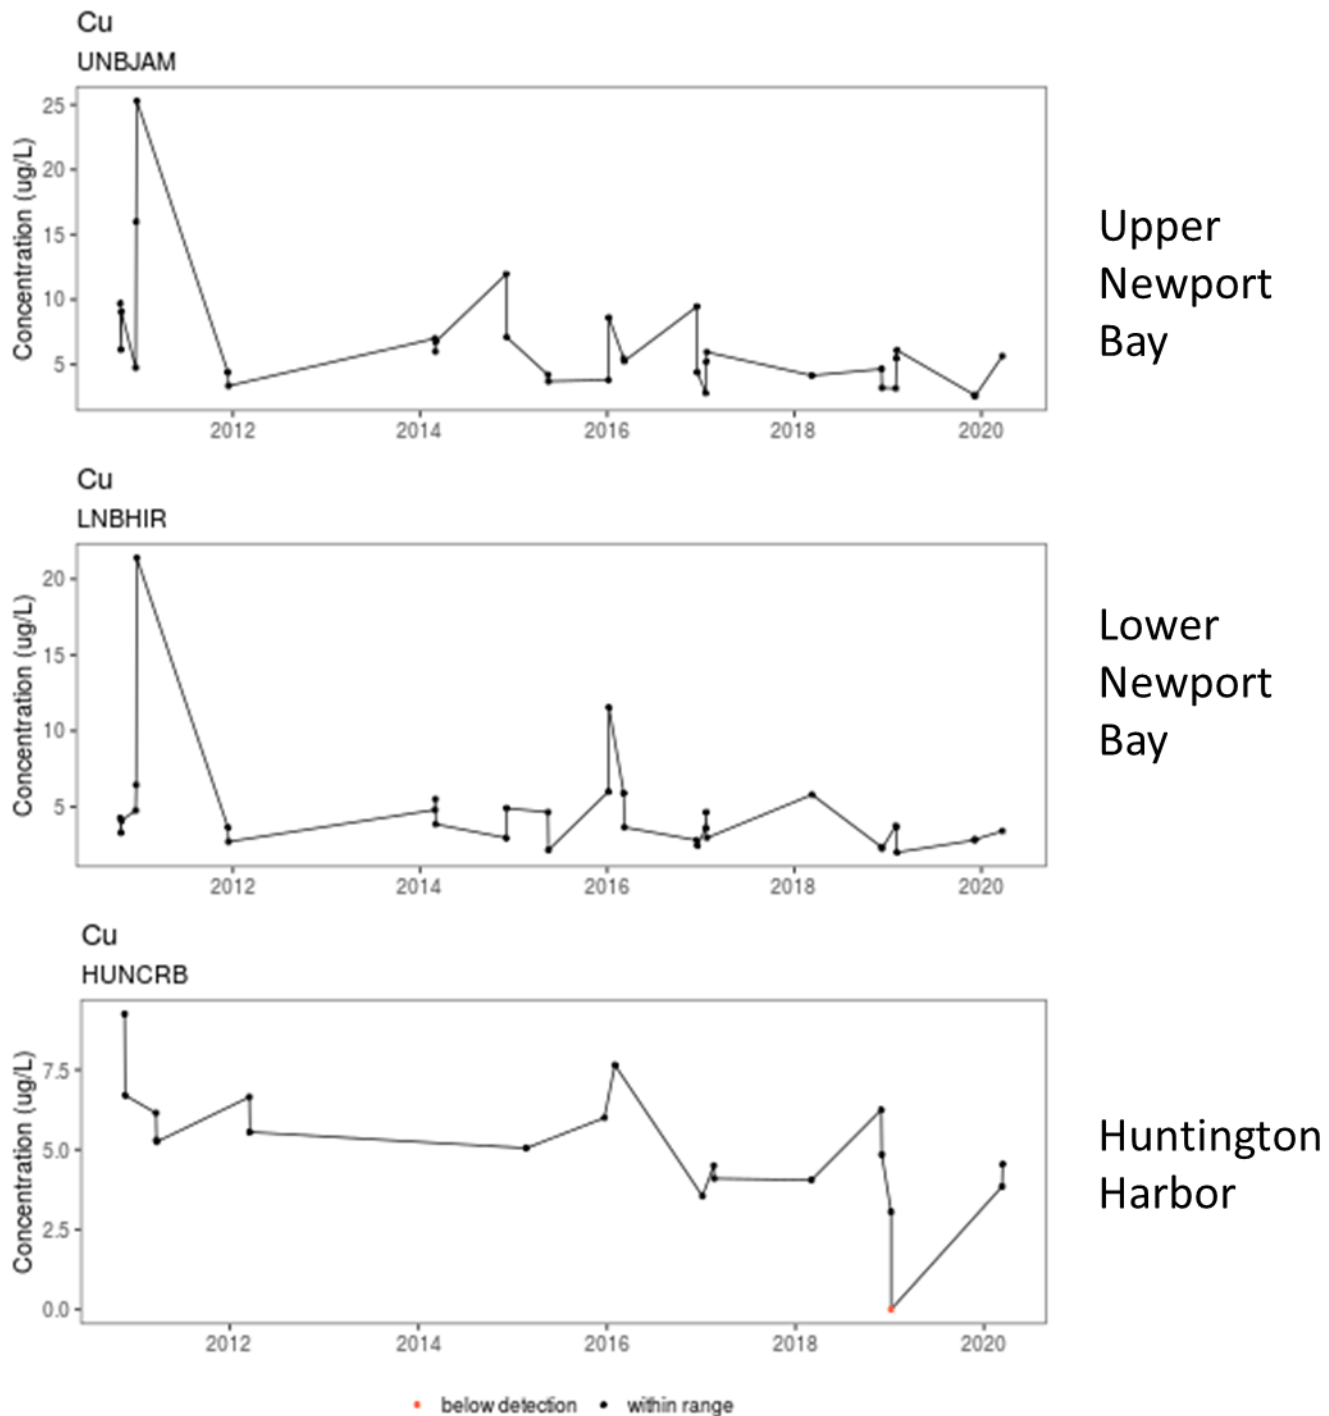 Cu
UNBJAM
Concentration (ug/L)
25
20
15
10
5
2012 2014 2016 2018 2020
Upper
Newport
Bay
Cu
LNBHIR
Concentration (ug/L)
20
15
10
5
2012 2014 2016 2018 2020
Lower
Newport
Bay
Cu
HUNCRB
Concentration (ug/L)
7.5
5.0
2.5
0.0
2012 2014 2016 2018 2020
Huntington
Harbor
below detection within range